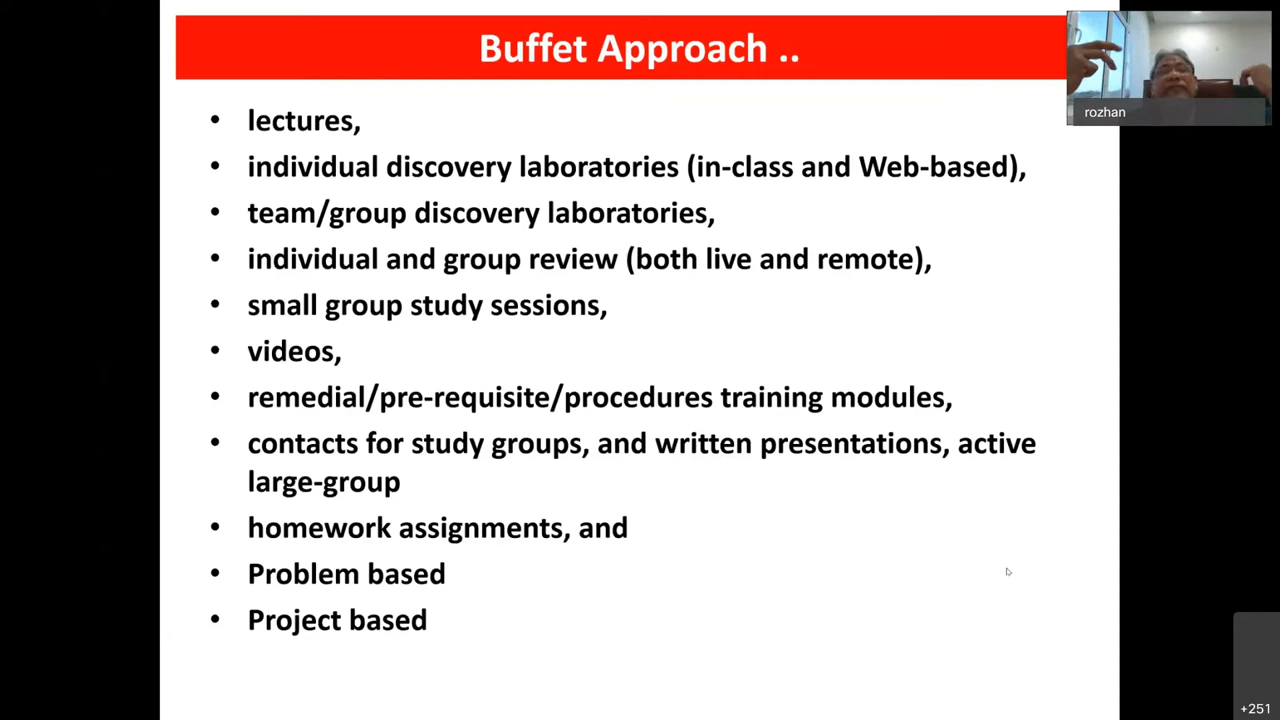 Buffet Approach ..
rozhan
• lectures,
• individual discovery laboratories (in-class and Web-based),
• team/group discovery laboratories,
• individual and group review (both live and remote),
• small group study sessions,
• videos,
• remedial/pre-requisite/procedures training modules,
• contacts for study groups, and written presentations, active
large-group
• homework assignments, and
• Problem based
• Project based
+251